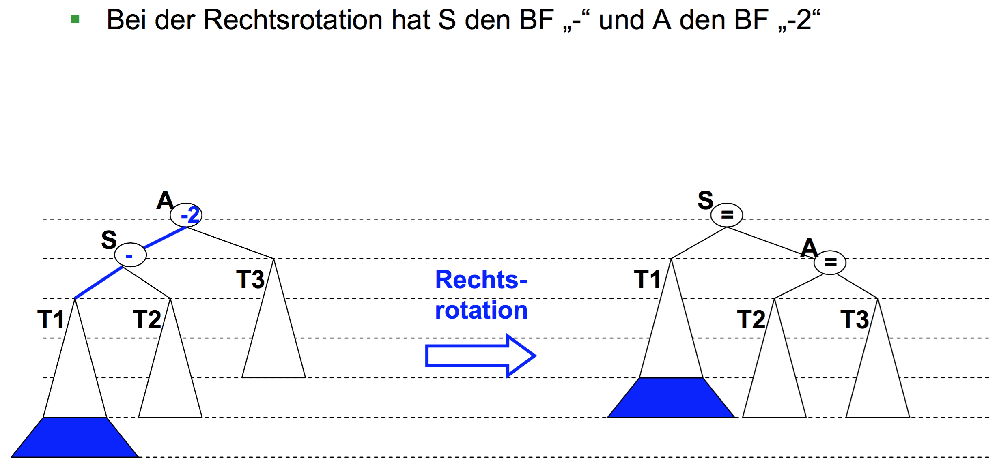 Bei der Rechtsrotation hat S den BF „-“ und A den BF „-2“
A
-2
S
-
T3
T1
T2
Rechts-
rotation
S
=
A
=
T1
T2
T3